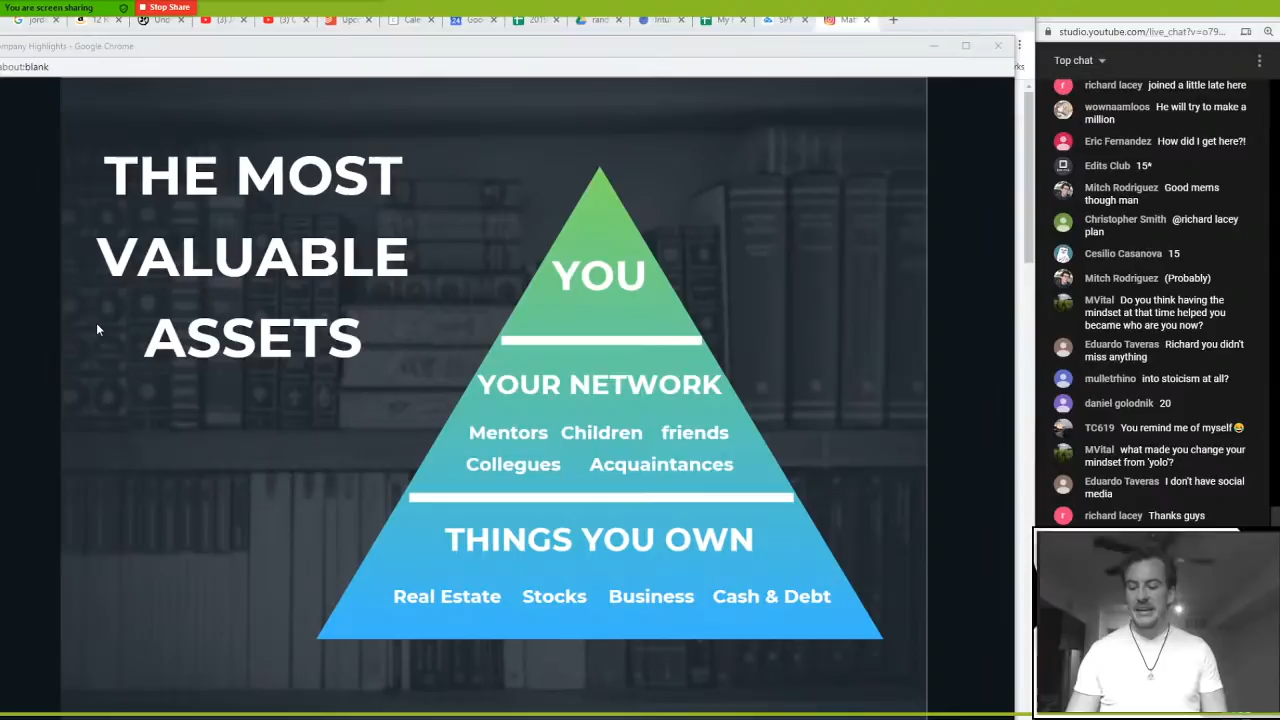 You are screen sharing
Stop Share
ompany Highlights - Google Chrome
about:blank
studio.youtube.com/live_chat?v=o79...
Top chat
THE MOST
VALUABLE
ASSETS
YOU
YOUR NETWORK
Mentors Children friends
Collegues Acquaintances
THINGS YOU OWN
Real Estate Stocks Business Cash & Debt
richard lacey joined a little late here
wownaamloos He will try to make a
million
Eric Fernandez How did I get here?!
Edits Club 15*
Mitch Rodriguez Good mems
though man
Christopher Smith @richard lacey
plan
Cesilio Casanova 15
Mitch Rodriguez (Probably)
MVital Do you think having the
mindset at that time helped you
became who are you now?
Eduardo Taveras Richard you didn't
miss anything
mulletrhino into stoicism at all?
daniel golodnik 20
TC619 You remind me of myself😅
MVital what made you change your
mindset from 'yolo'?
Eduardo Taveras I don't have social
media
richard lacey Thanks guys